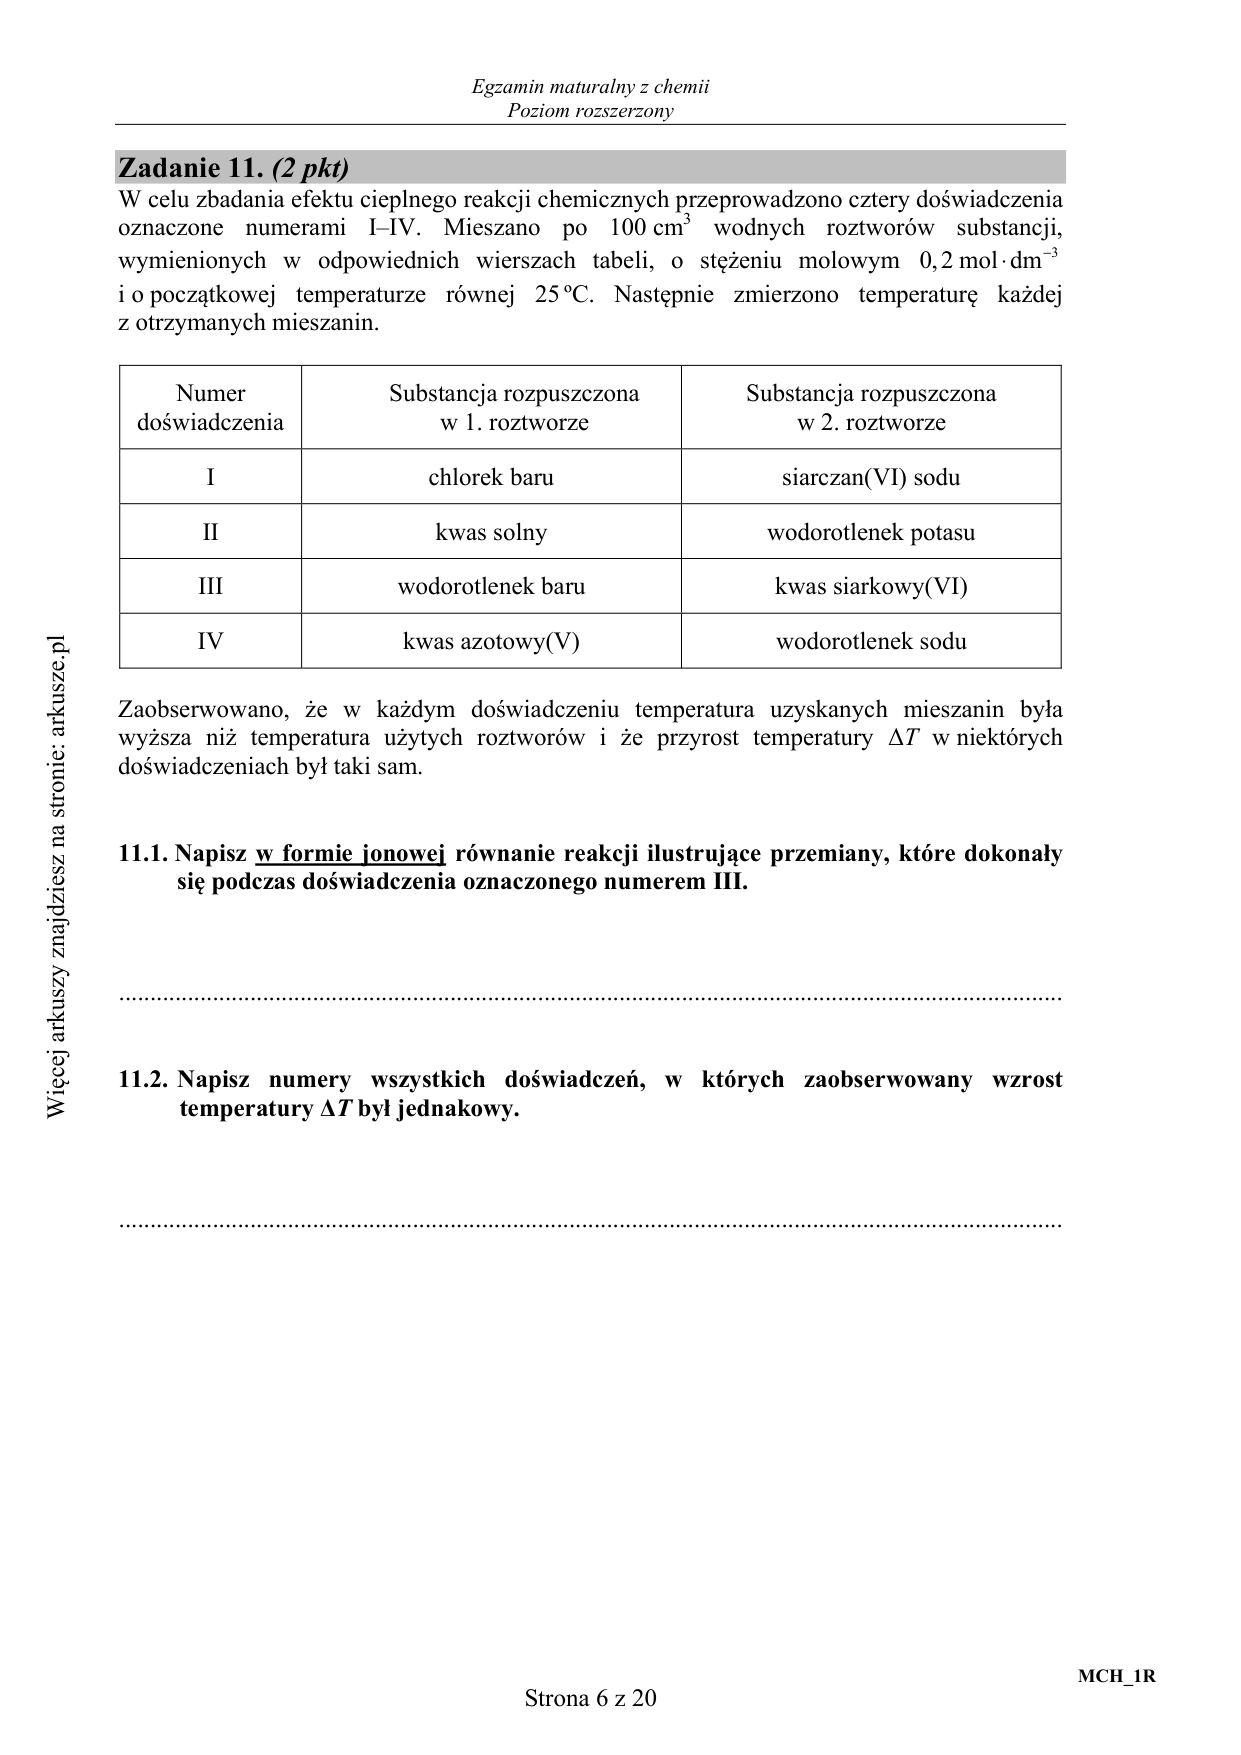 Egzamin maturalny z chemii
Poziom rozszerzony
Zadanie 11. (2 pkt)
W celu zbadania efektu cieplnego reakcji chemicznych przeprowadzono cztery doświadczenia
oznaczone numerami I–IV. Mieszano po 100 cm³ wodnych roztworów substancji,
wymienionych w odpowiednich wierszach tabeli, o stężeniu molowym 0,2 mol·dm⁻³
i o początkowej temperaturze równej 25 ºC. Następnie zmierzono temperaturę każdej
z otrzymanych mieszanin.
Numer doświadczenia | Substancja rozpuszczona w 1. roztworze | Substancja rozpuszczona w 2. roztworze
I | chlorek baru | siarczan(VI) sodu
II | kwas solny | wodorotlenek potasu
III | wodorotlenek baru | kwas siarkowy(VI)
IV | kwas azotowy(V) | wodorotlenek sodu
Zaobserwowano, że w każdym doświadczeniu temperatura uzyskanych mieszanin była
wyższa niż temperatura użytych roztworów i że przyrost temperatury ΔT w niektórych
doświadczeniach był taki sam.
11.1. Napisz w formie jonowej równanie reakcji ilustrujące przemiany, które dokonały
się podczas doświadczenia oznaczonego numerem III.
11.2. Napisz numery wszystkich doświadczeń, w których zaobserwowany wzrost
temperatury ΔT był jednakowy.
Więcej arkuszy znajdziesz na stronie: arkusze.pl
MCH_1R
Strona 6 z 20